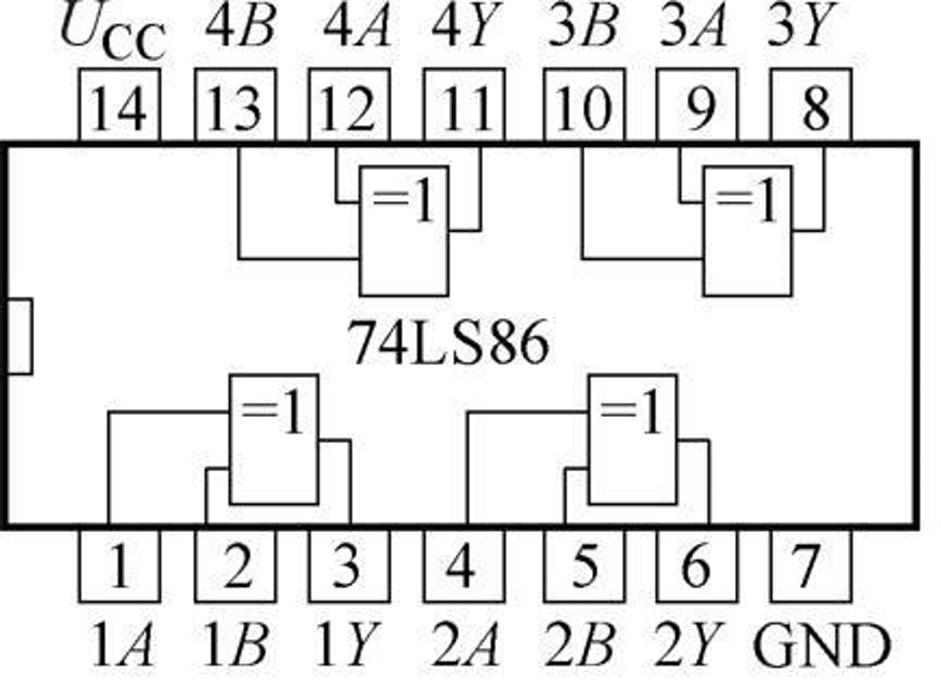 U_CC 4B 4A 4Y 3B 3A 3Y
14 13 12 11 10 9 8
=1 =1
74LS86
=1 =1
1 2 3 4 5 6 7
1A 1B 1Y 2A 2B 2Y GND